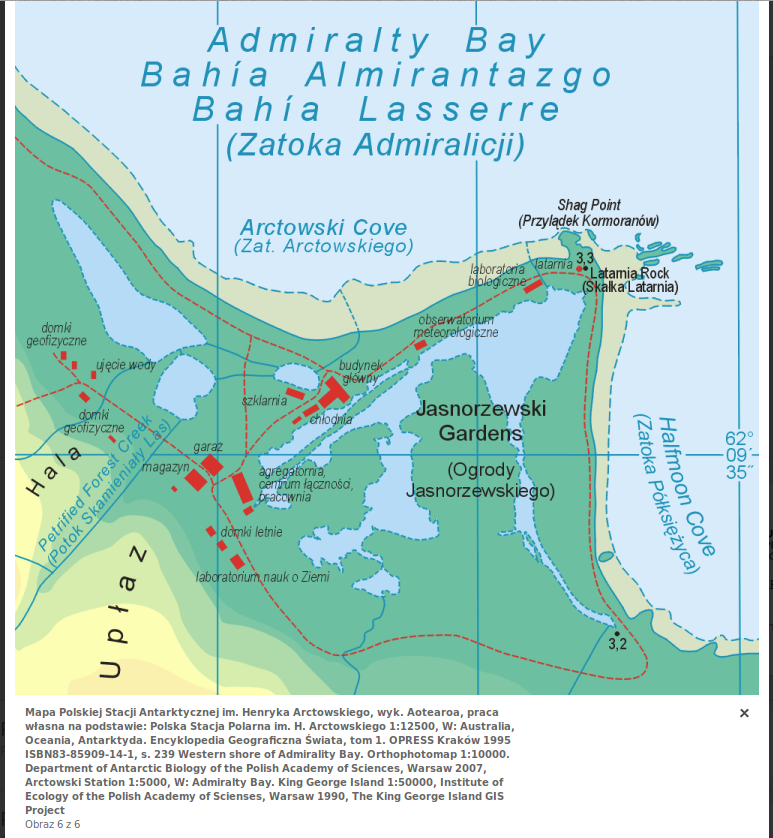 Admiralty Bay
Bahía Almirantazgo
Bahía Lasserre
(Zatoka Admiralicji)
Shag Point
(Przylądek Kormoranów)
Arctowski Cove
(Zat. Arctowskiego)
3,3
latarnia
Latarnia Rock
(Skałka Latarnia)
laboratoria
biologiczne
obserwatorium
meteorologiczne
domki
geofizyczne
ujęcie wody
budynek
główny
szklarnia
chłodnia
domki
geofizyczne
Jasnorzewski
Gardens
(Ogrody
Jasnorzewskiego)
Halfmoon Cove
(Zatoka Półksiężyca)
62°
09′
35″
garaż
magazyn
agregatornia,
centrum łączności,
pracownia
Hala
Petrified Forest Creek
(Potok Skamieniały Las)
domki letnie
laboratorium nauk o Ziemi
Upłaz
3,2
Mapa Polskiej Stacji Antarktycznej im. Henryka Arctowskiego, wyk. Aotearoa, praca
własna na podstawie: Polska Stacja Polarna im. H. Arctowskiego 1:12500, W: Australia,
Oceania, Antarktyda. Encyklopedia Geograficzna Świata, tom 1. OPRESS Kraków 1995
ISBN83-85909-14-1, s. 239 Western shore of Admirality Bay. Orthophotomap 1:10000.
Department of Antarctic Biology of the Polish Academy of Sciences, Warsaw 2007,
Arctowski Station 1:5000, W: Admiralty Bay. King George Island 1:50000, Institute of
Ecology of the Polish Academy of Scienses, Warsaw 1990, The King George Island GIS
Project
Obraz 6 z 6
×